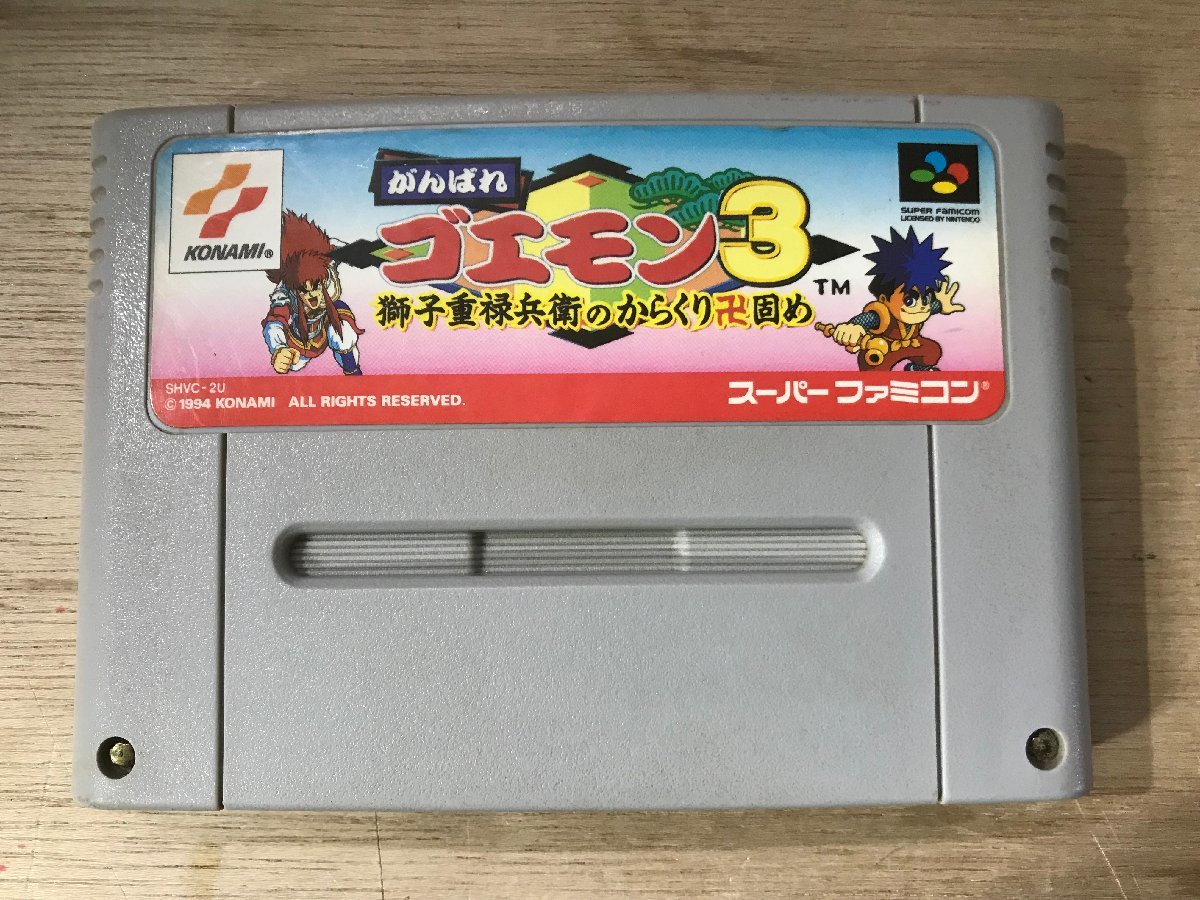 KONAMI®
がんばれ
ゴエモン3
TM
獅子重禄兵衛のからくり卍固め
SUPER FAMICOM
LICENSED BY NINTENDO
SHVC-2U
© 1994 KONAMI ALL RIGHTS RESERVED.
スーパーファミコン®